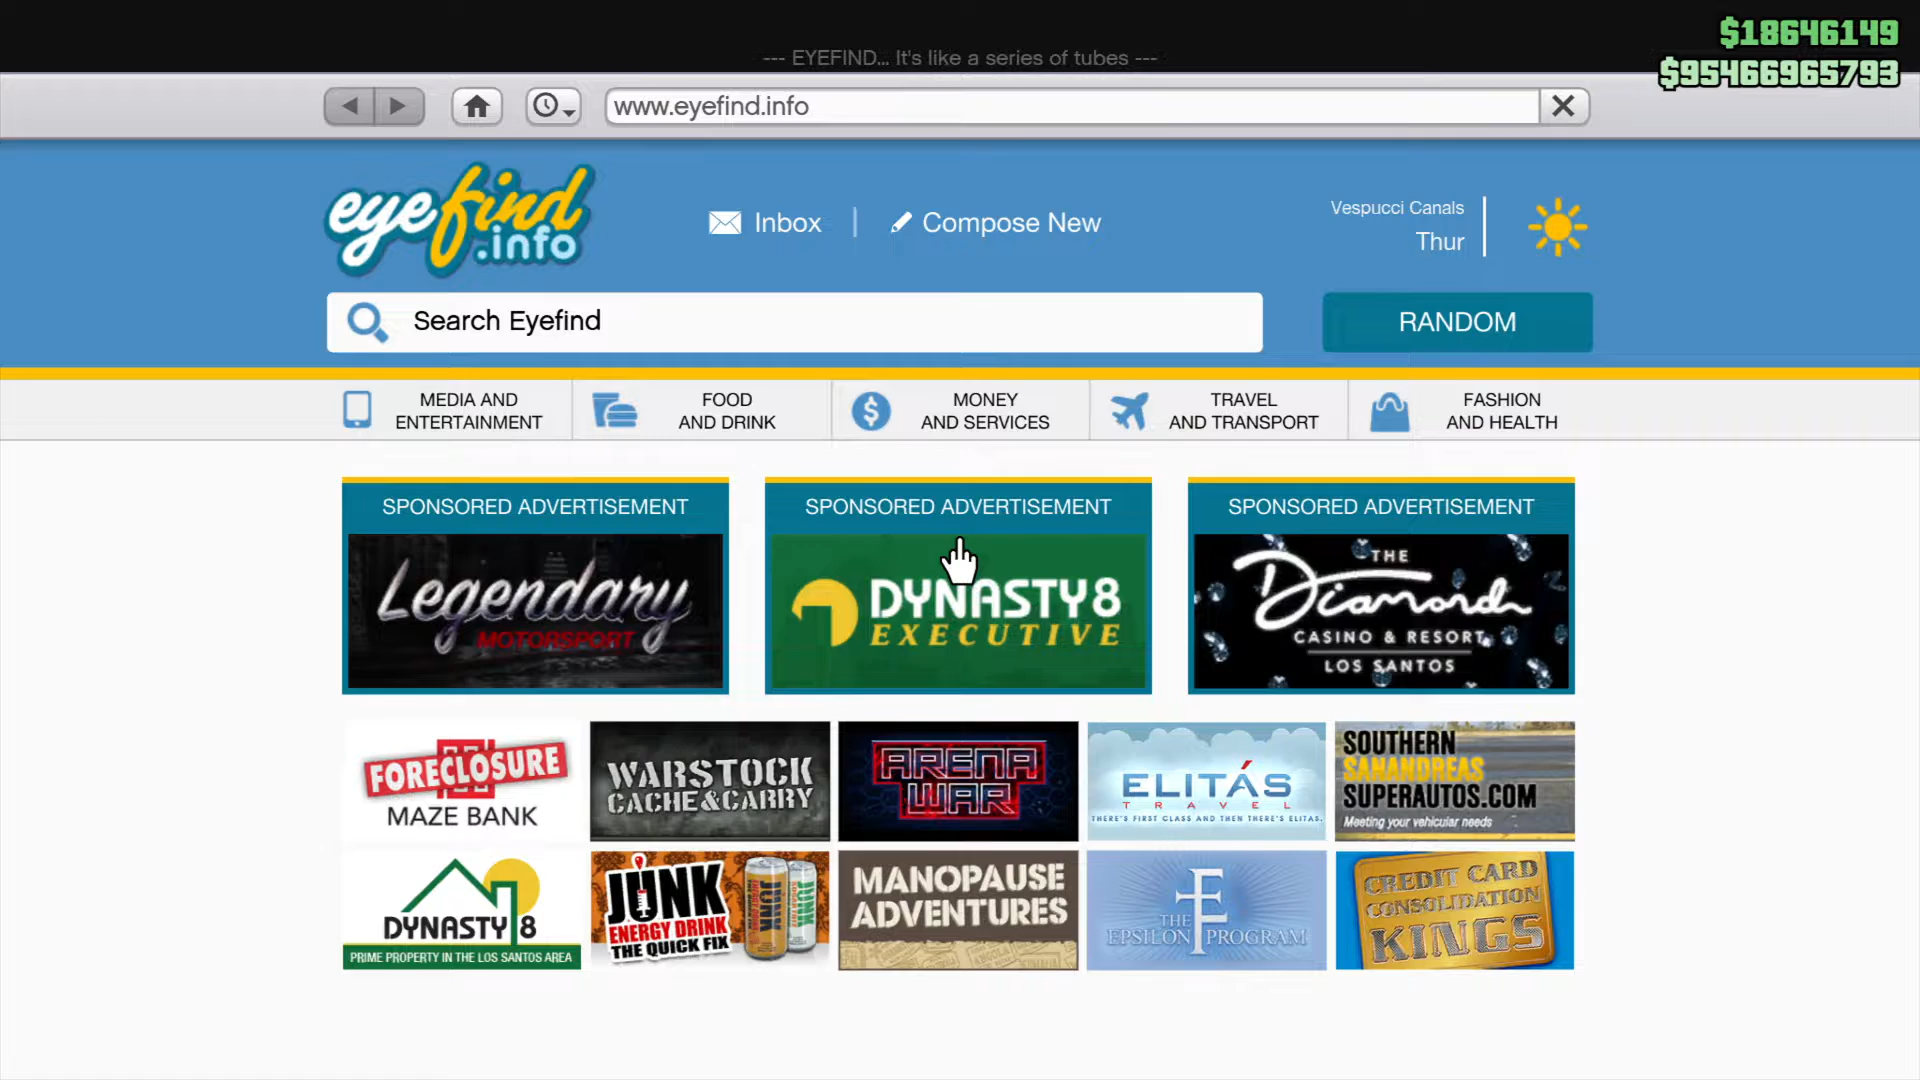 $18646149
--- EYEFIND... It's like a series of tubes ---
$95466965793
www.eyefind.info
eyefind
.info
Inbox
Compose New
Vespucci Canals
Thur
Search Eyefind
RANDOM
MEDIA AND
ENTERTAINMENT
FOOD
AND DRINK
MONEY
AND SERVICES
TRAVEL
AND TRANSPORT
FASHION
AND HEALTH
SPONSORED ADVERTISEMENT
Legendary
MOTORSPORT
SPONSORED ADVERTISEMENT
DYNASTY8
EXECUTIVE
SPONSORED ADVERTISEMENT
THE
Diamond
CASINO & RESORT
LOS SANTOS
FORECLOSURE
MAZE BANK
WARSTOCK
CACHE&CARRY
ARENA
WAR
ELITÁS
TRAVEL
THERE'S FIRST CLASS AND THEN THERE'S ELITAS.
SOUTHERN
SANANDREAS
SUPERAUTOS.COM
Meeting your vehicular needs
DYNASTY 8
PRIME PROPERTY IN THE LOS SANTOS AREA
JUNK
ENERGY DRINK
THE QUICK FIX
MANOPAUSE
ADVENTURES
THE
EPSILON PROGRAM
CREDIT CARD
CONSOLIDATION
KINGS